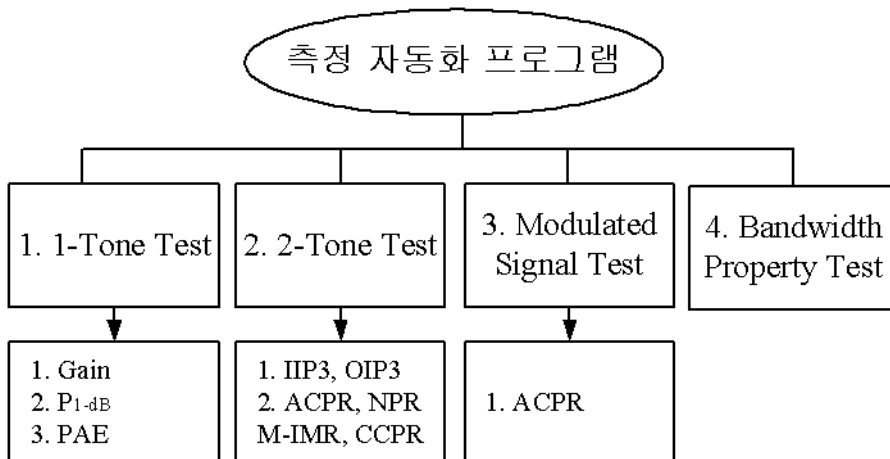 측정 자동화 프로그램
1. 1-Tone Test
2. 2-Tone Test
3. Modulated
Signal Test
4. Bandwidth
Property Test
1. Gain
2. P1-dB
3. PAE
1. IIP3, OIP3
2. ACPR, NPR
M-IMR, CCPR
1. ACPR